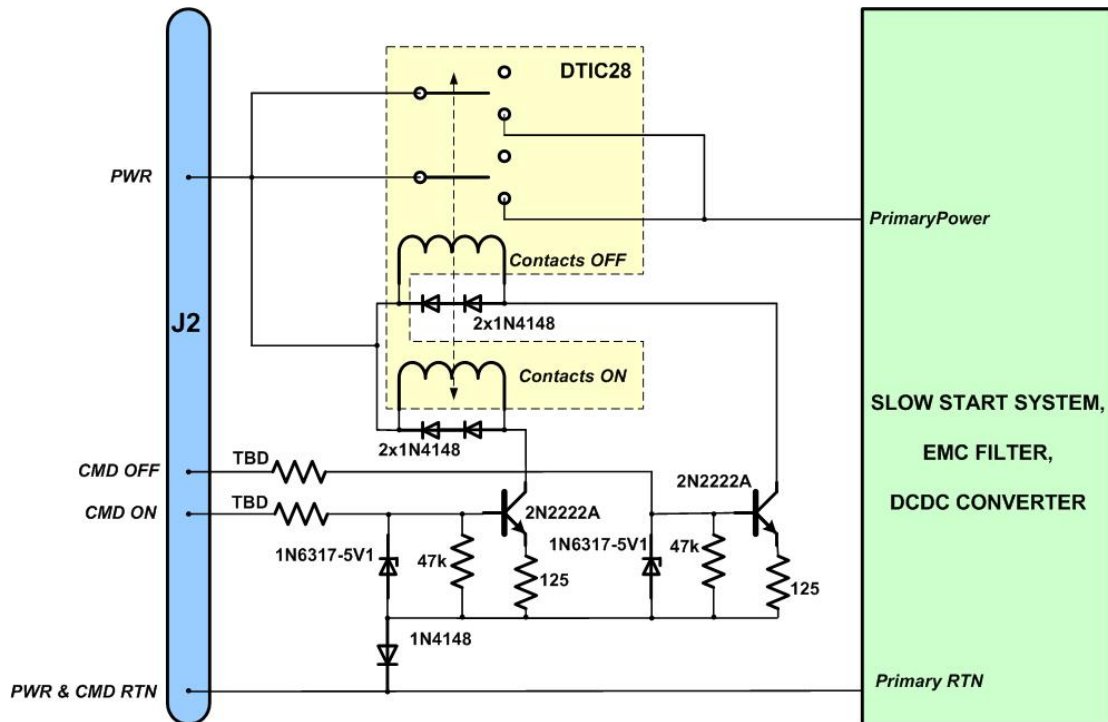 DTIC28
PWR
PrimaryPower
Contacts OFF
J2
2x1N4148
Contacts ON
SLOW START SYSTEM,
EMC FILTER,
DCDC CONVERTER
2x1N4148
CMD OFF
TBD
2N2222A
CMD ON
TBD
2N2222A
1N6317-5V1
47k
125
1N6317-5V1
47k
125
1N4148
PWR & CMD RTN
Primary RTN